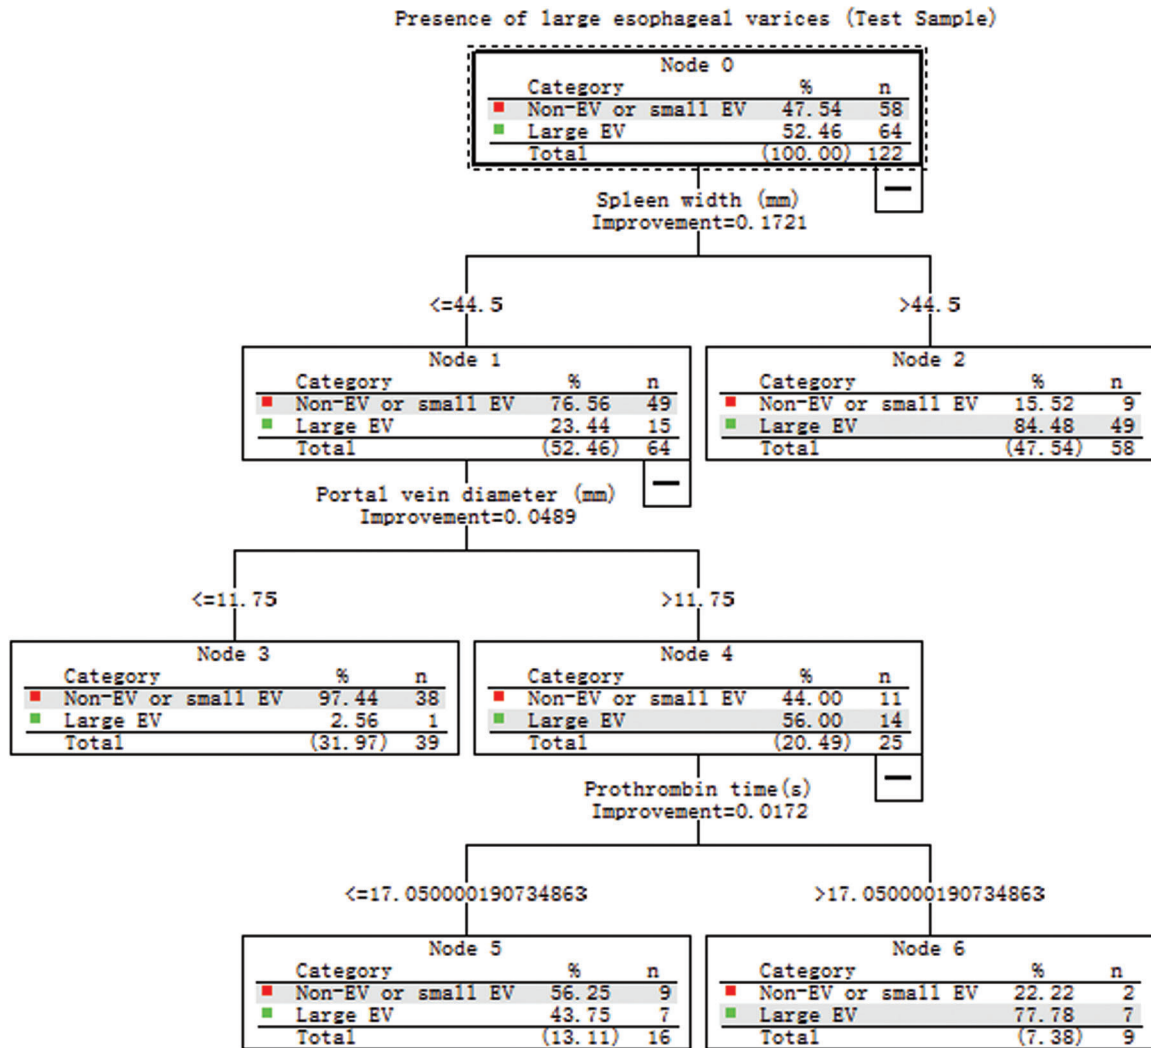 Presence of large esophageal varices (Test Sample)
Node 0
Category % n
Non-EV or small EV 47.54 58
Large EV 52.46 64
Total (100.00) 122
Spleen width (mm)
Improvement=0.1721
<=44.5
>44.5
Node 1
Category % n
Non-EV or small EV 76.56 49
Large EV 23.44 15
Total (52.46) 64
Node 2
Category % n
Non-EV or small EV 15.52 9
Large EV 84.48 49
Total (47.54) 58
Portal vein diameter (mm)
Improvement=0.0489
<=11.75
>11.75
Node 3
Category % n
Non-EV or small EV 97.44 38
Large EV 2.56 1
Total (31.97) 39
Node 4
Category % n
Non-EV or small EV 44.00 11
Large EV 56.00 14
Total (20.49) 25
Prothrombin time(s)
Improvement=0.0172
<=17.050000190734863
>17.050000190734863
Node 5
Category % n
Non-EV or small EV 56.25 9
Large EV 43.75 7
Total (13.11) 16
Node 6
Category % n
Non-EV or small EV 22.22 2
Large EV 77.78 7
Total (7.38) 9